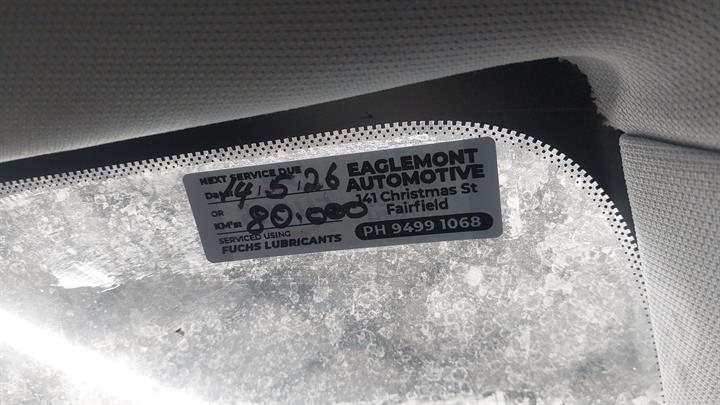 NEXT SERVICE DUE
Date 14.5.26
OR
KM's 80.000
SERVICED USING
FUCHS LUBRICANTS
EAGLEMONT
AUTOMOTIVE
141 Christmas St
Fairfield
PH 9499 1068